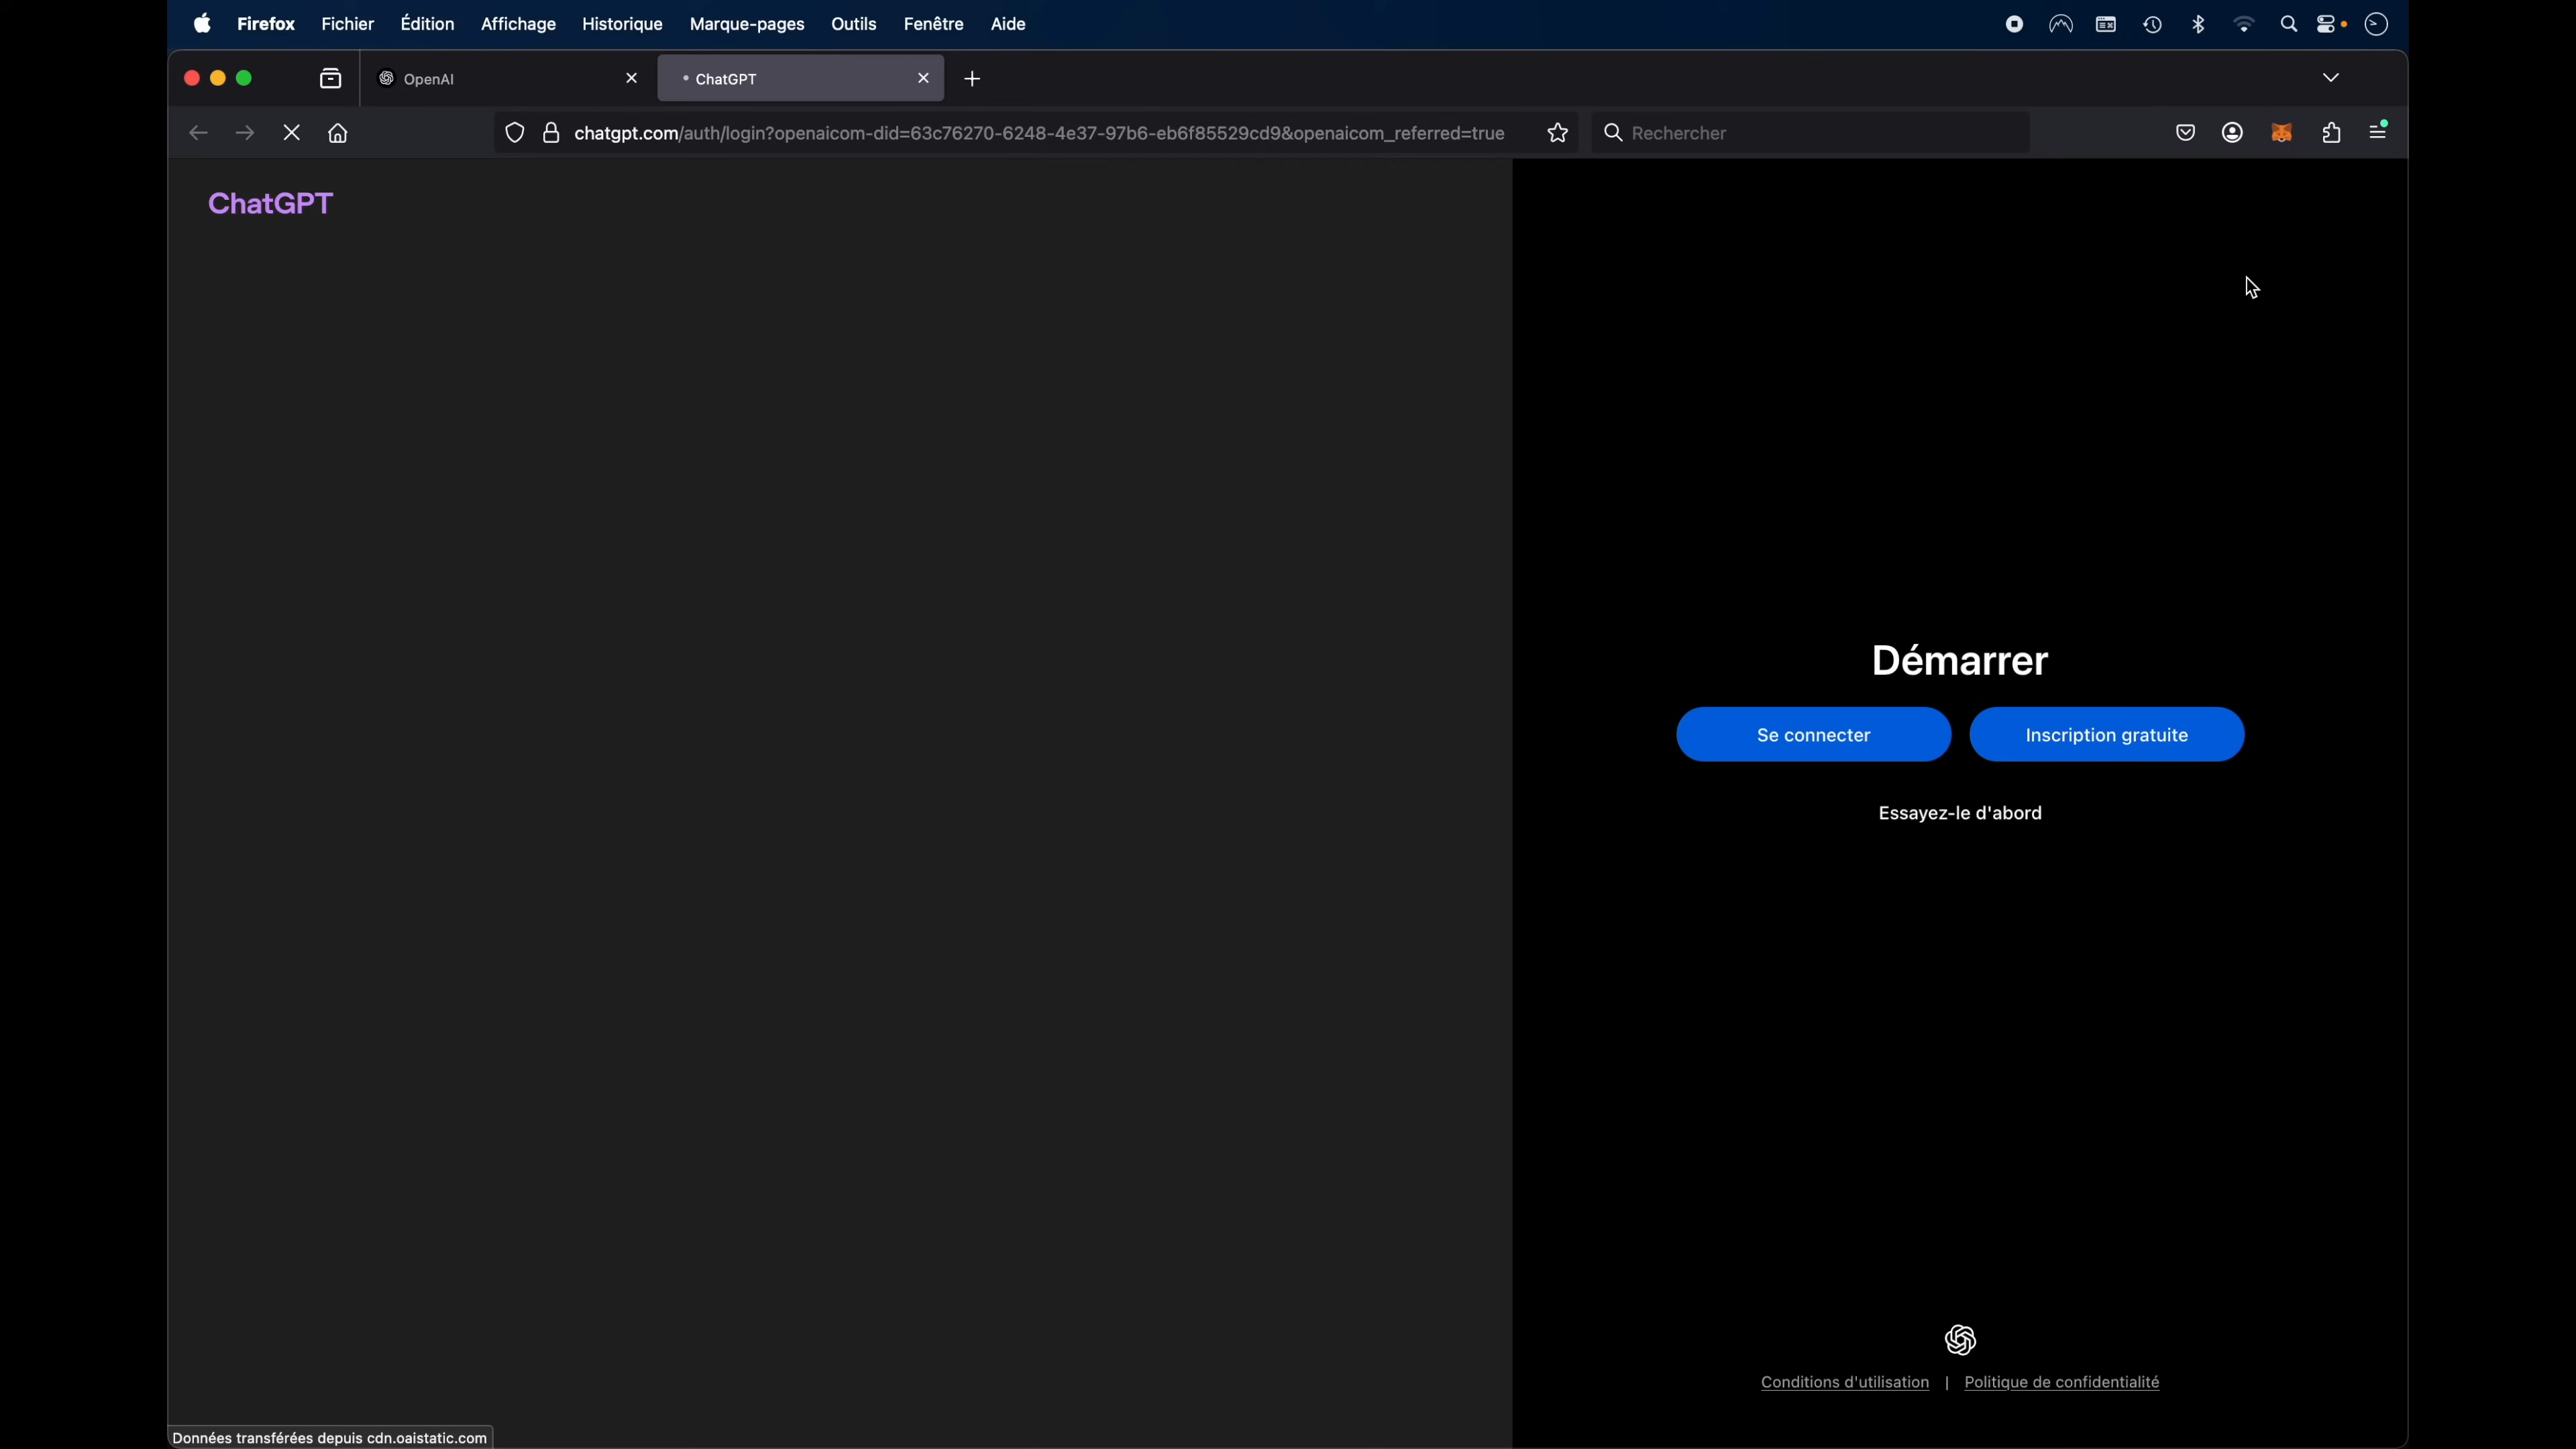 Firefox Fichier Édition Affichage Historique Marque-pages Outils Fenêtre Aide
OpenAI
ChatGPT
chatgpt.com/auth/login?openaicom-did=63c76270-6248-4e37-97b6-eb6f85529cd9&openaicom_referred=true
Rechercher
ChatGPT
Démarrer
Se connecter
Inscription gratuite
Essayez-le d'abord
Conditions d'utilisation | Politique de confidentialité
Données transférées depuis cdn.oaistatic.com